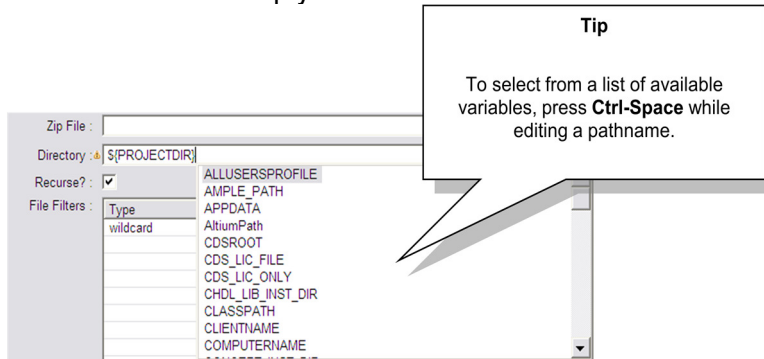 Tip
To select from a list of available
variables, press Ctrl-Space while
editing a pathname.
Zip File :
Directory : ${PROJECTDIR}
Recurse? :
File Filters :
Type
wildcard
ALLUSERSPROFILE
AMPLE_PATH
APPDATA
AltiumPath
CDSROOT
CDS_LIC_FILE
CDS_LIC_ONLY
CHDL_LIB_INST_DIR
CLASSPATH
CLIENTNAME
COMPUTERNAME